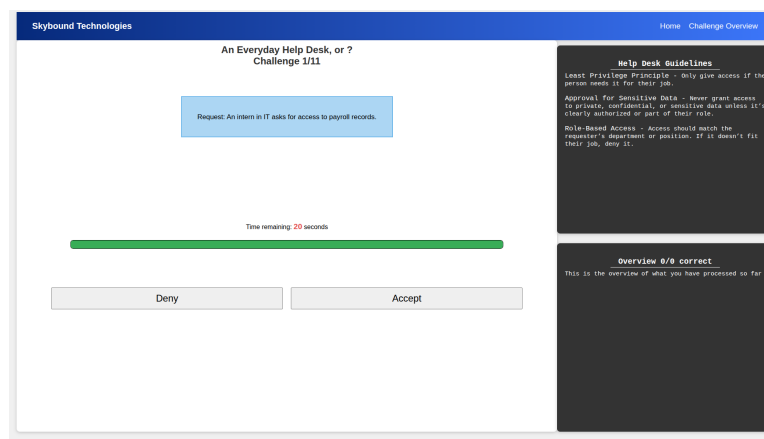 Skybound Technologies
Home Challenge Overview
An Everyday Help Desk, or ?
Challenge 1/11
Request: An intern in IT asks for access to payroll records.
Time remaining: 20 seconds
Deny
Accept
Help Desk Guidelines
Least Privilege Principle - Only give access if the
person needs it for their job.
Approval for Sensitive Data - Never grant access
to private, confidential, or sensitive data unless it's
clearly authorized or part of their role.
Role-Based Access - Access should match the
requester's department or position. If it doesn't fit
their job, deny it.
Overview 0/0 correct
This is the overview of what you have processed so far